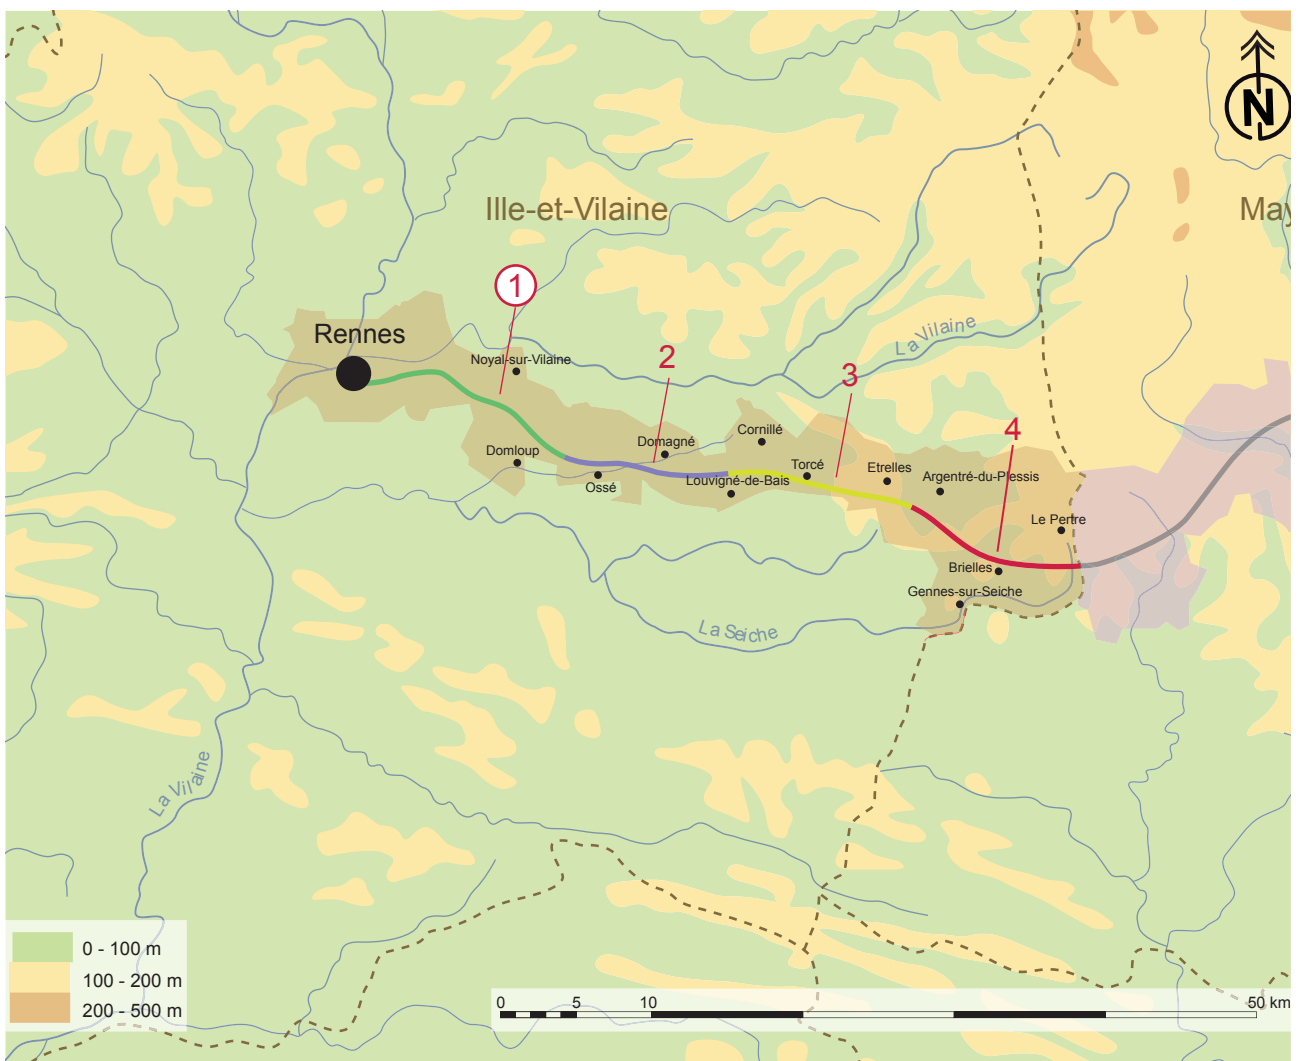 N
Ille-et-Vilaine
May
1
Rennes
La Vilaine
Noyal-sur-Vilaine
2
3
Cornillé
4
Domloup
Domagné
Torcé
Etrelles
Argentré-du-Plessis
Ossé
Louvigné-de-Bais
Le Pertre
Brielles
Gennes-sur-Seiche
La Seiche
La Vilaine
0 - 100 m
100 - 200 m
200 - 500 m
0 5 10 50 km